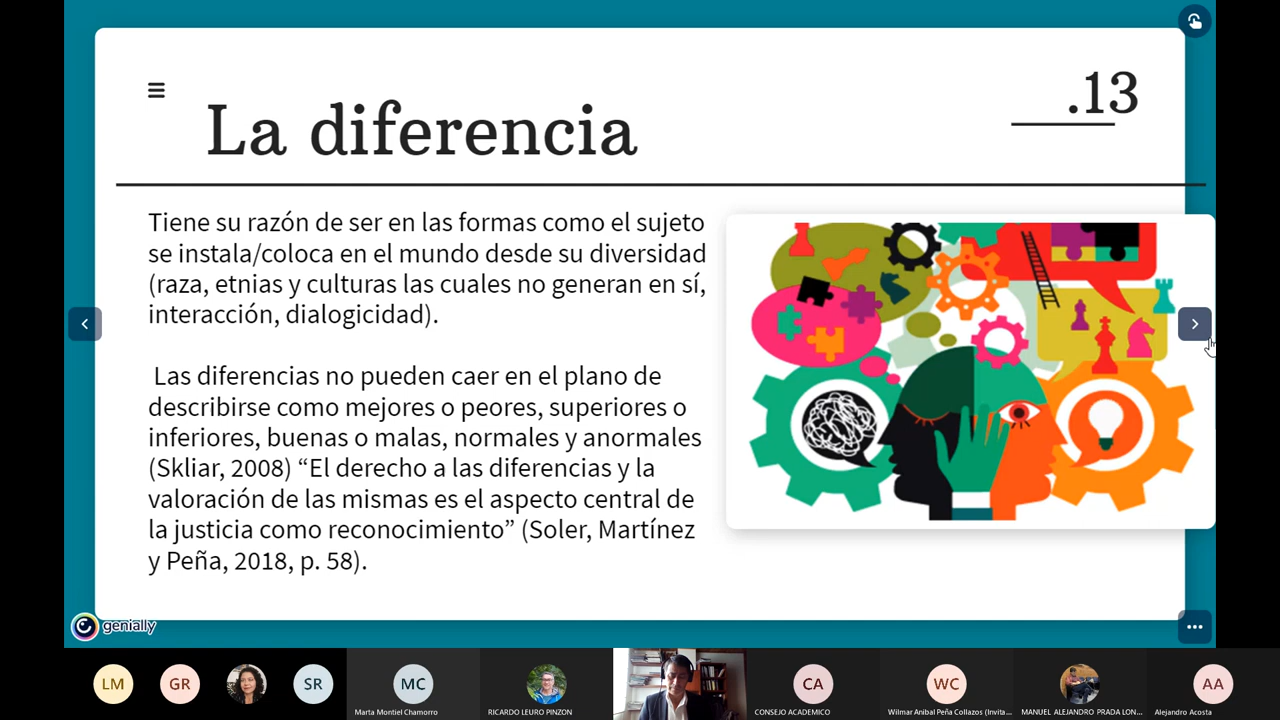 .13
La diferencia
Tiene su razón de ser en las formas como el sujeto
se instala/coloca en el mundo desde su diversidad
(raza, etnias y culturas las cuales no generan en sí,
interacción, dialogicidad).
Las diferencias no pueden caer en el plano de
describirse como mejores o peores, superiores o
inferiores, buenas o malas, normales y anormales
(Skliar, 2008) “El derecho a las diferencias y la
valoración de las mismas es el aspecto central de
la justicia como reconocimiento” (Soler, Martínez
y Peña, 2018, p. 58).
genially
LM
GR
SR
MC
CA
WC
AA
Marta Montiel Chamorro
RICARDO LEURO PINZON
CONSEJO ACADEMICO
Wilmar Anibal Peña Collazos (Invita...
MANUEL ALEJANDRO PRADA LON...
Alejandro Acosta